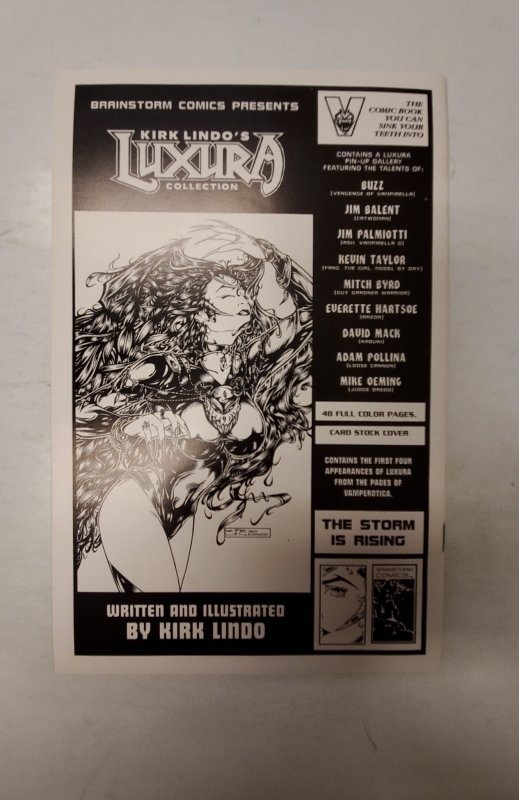 BRAINSTORM COMICS PRESENTS
KIRK LINDO'S
LUXURA
COLLECTION
WRITTEN AND ILLUSTRATED
BY KIRK LINDO
V
THE
COMIC BOOK
YOU CAN
SINK YOUR
TEETH INTO
CONTAINS A LUXURA
PIN-UP GALLERY
FEATURING THE TALENTS OF:
BUZZ
(VENGENCE OF VAMPIRELLA)
JIM BALENT
(CATWOMAN)
JIM PALMIOTTI
(ASH, VAMPIRELLA 0)
KEVIN TAYLOR
(FANG, THE GIRL, MODEL BY DAY)
MITCH BYRD
(GUY GARDNER WARRIOR)
EVERETTE HARTSOE
(RAZOR)
DAVID MACK
(KABUKI)
ADAM POLLINA
(LOOSE CANNON)
MIKE OEMING
(JUDGE DREDD)
48 FULL COLOR PAGES.
CARD STOCK COVER.
CONTAINS THE FIRST FOUR
APPEARANCES OF LUXURA
FROM THE PAGES OF
VAMPEROTICA.
THE STORM
IS RISING
BRAINSTORM
COMICS